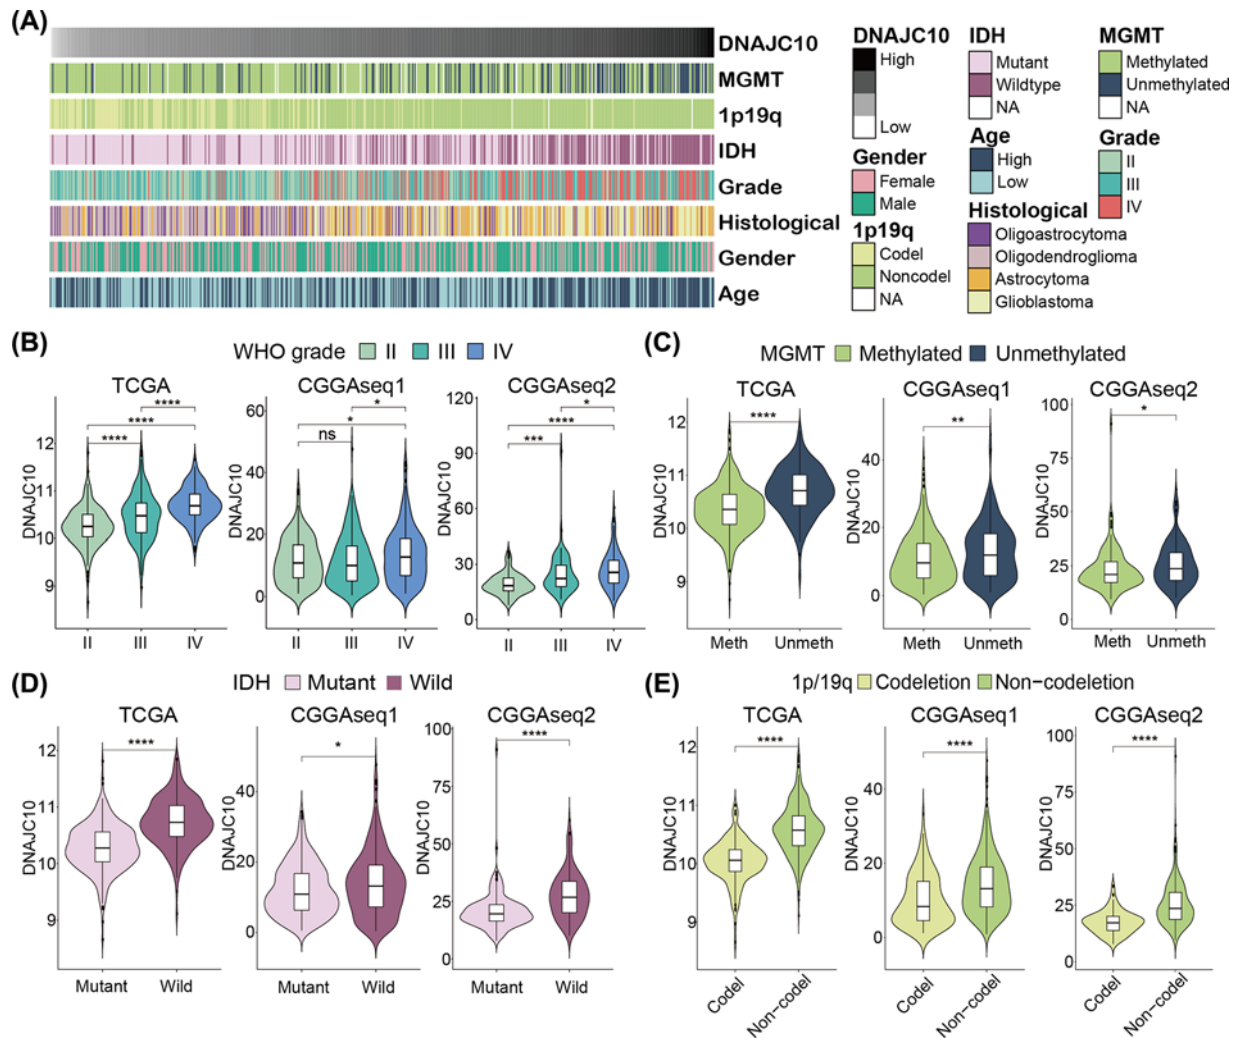 (A)
DNAJC10
MGMT
1p19q
IDH
Grade
Histological
Gender
Age
DNAJC10
High
Low
Gender
Female
Male
1p19q
Codel
Noncodel
NA
IDH
Mutant
Wildtype
NA
Age
High
Low
Histological
Oligoastrocytoma
Oligodendroglioma
Astrocytoma
Glioblastoma
MGMT
Methylated
Unmethylated
NA
Grade
II
III
IV
(B)
WHO grade II III IV
TCGA
****
****
****
DNAJC10
12
11
10
9
II III IV
CGGAseq1
*
*
ns
DNAJC10
60
40
20
0
II III IV
CGGAseq2
*
****
***
DNAJC10
120
90
60
30
0
II III IV
(C)
MGMT Methylated Unmethylated
TCGA
****
DNAJC10
12
11
10
9
Meth Unmeth
CGGAseq1
**
DNAJC10
40
20
0
Meth Unmeth
CGGAseq2
*
DNAJC10
100
75
50
25
0
Meth Unmeth
(D)
IDH Mutant Wild
TCGA
****
DNAJC10
12
11
10
9
Mutant Wild
CGGAseq1
*
DNAJC10
40
20
0
Mutant Wild
CGGAseq2
****
DNAJC10
100
75
50
25
0
Mutant Wild
(E)
1p/19q Codeletion Non−codeletion
TCGA
****
DNAJC10
12
11
10
9
Codel Non−codel
CGGAseq1
****
DNAJC10
40
20
0
Codel Non−codel
CGGAseq2
****
DNAJC10
100
75
50
25
0
Codel Non−codel